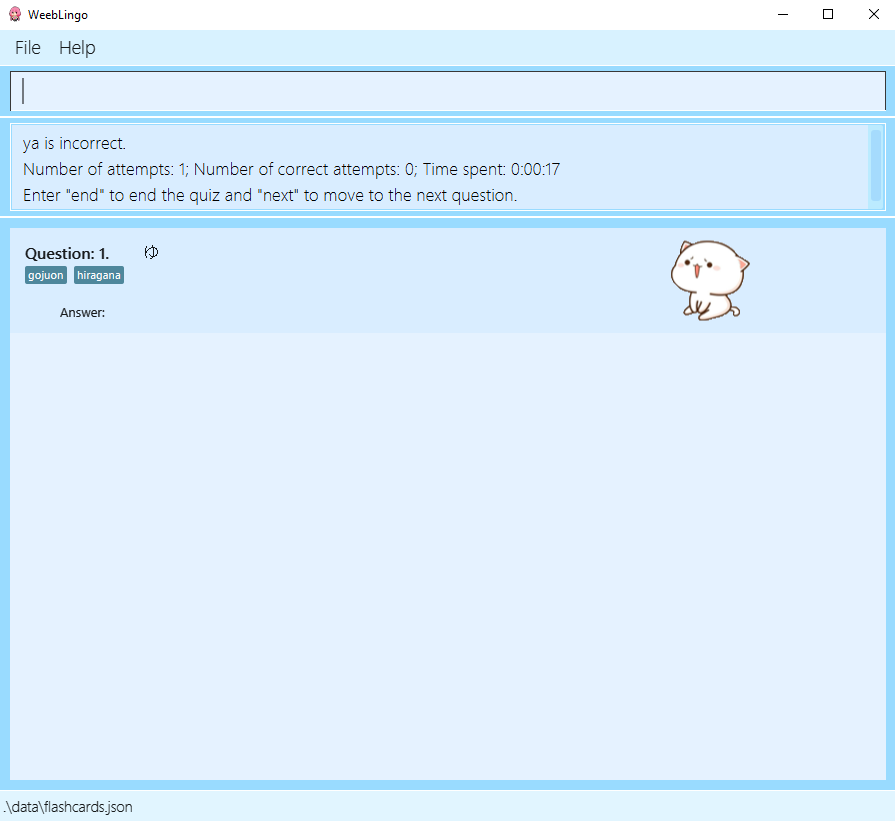 WeebLingo
File Help
ya is incorrect.
Number of attempts: 1; Number of correct attempts: 0; Time spent: 0:00:17
Enter "end" to end the quiz and "next" to move to the next question.
Question: 1. ゆ
gojuon hiragana
Answer:
.\data\flashcards.json